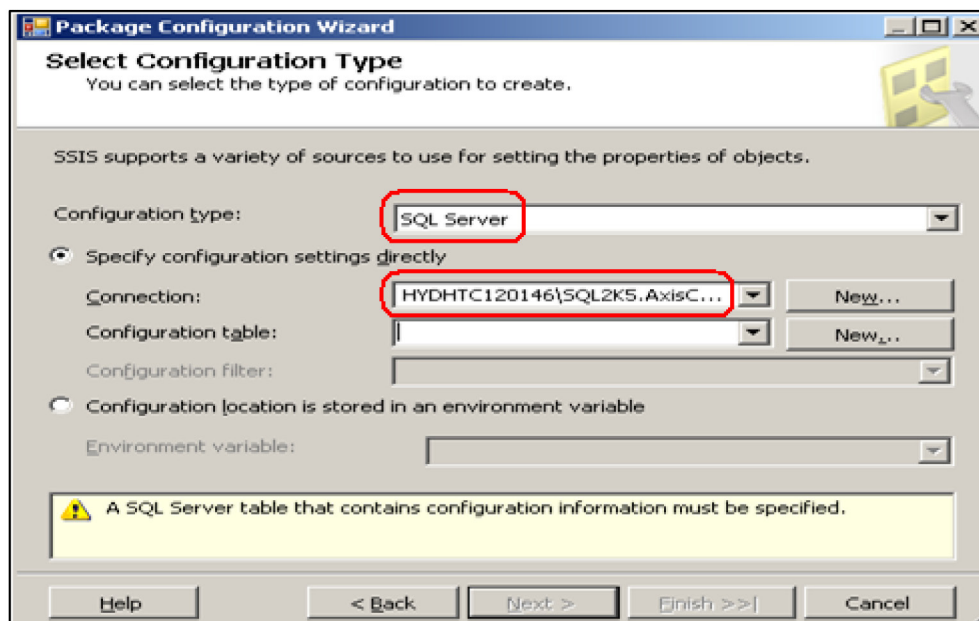 Package Configuration Wizard
Select Configuration Type
You can select the type of configuration to create.
SSIS supports a variety of sources to use for setting the properties of objects.
Configuration type: SQL Server
Specify configuration settings directly
Connection: HYDHTC120146\SQL2K5.AxisC... New...
Configuration table: New...
Configuration filter:
Configuration location is stored in an environment variable
Environment variable:
A SQL Server table that contains configuration information must be specified.
Help < Back Next > Finish >>| Cancel